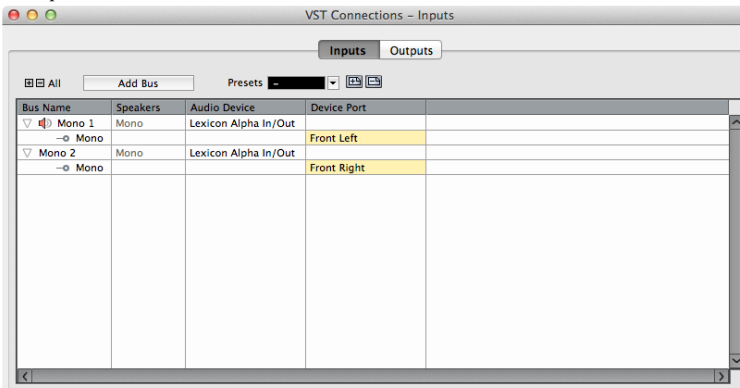 VST Connections – Inputs
Inputs Outputs
All Add Bus Presets –
Bus Name Speakers Audio Device Device Port
Mono 1 Mono Lexicon Alpha In/Out
Mono Front Left
Mono 2 Mono Lexicon Alpha In/Out
Mono Front Right